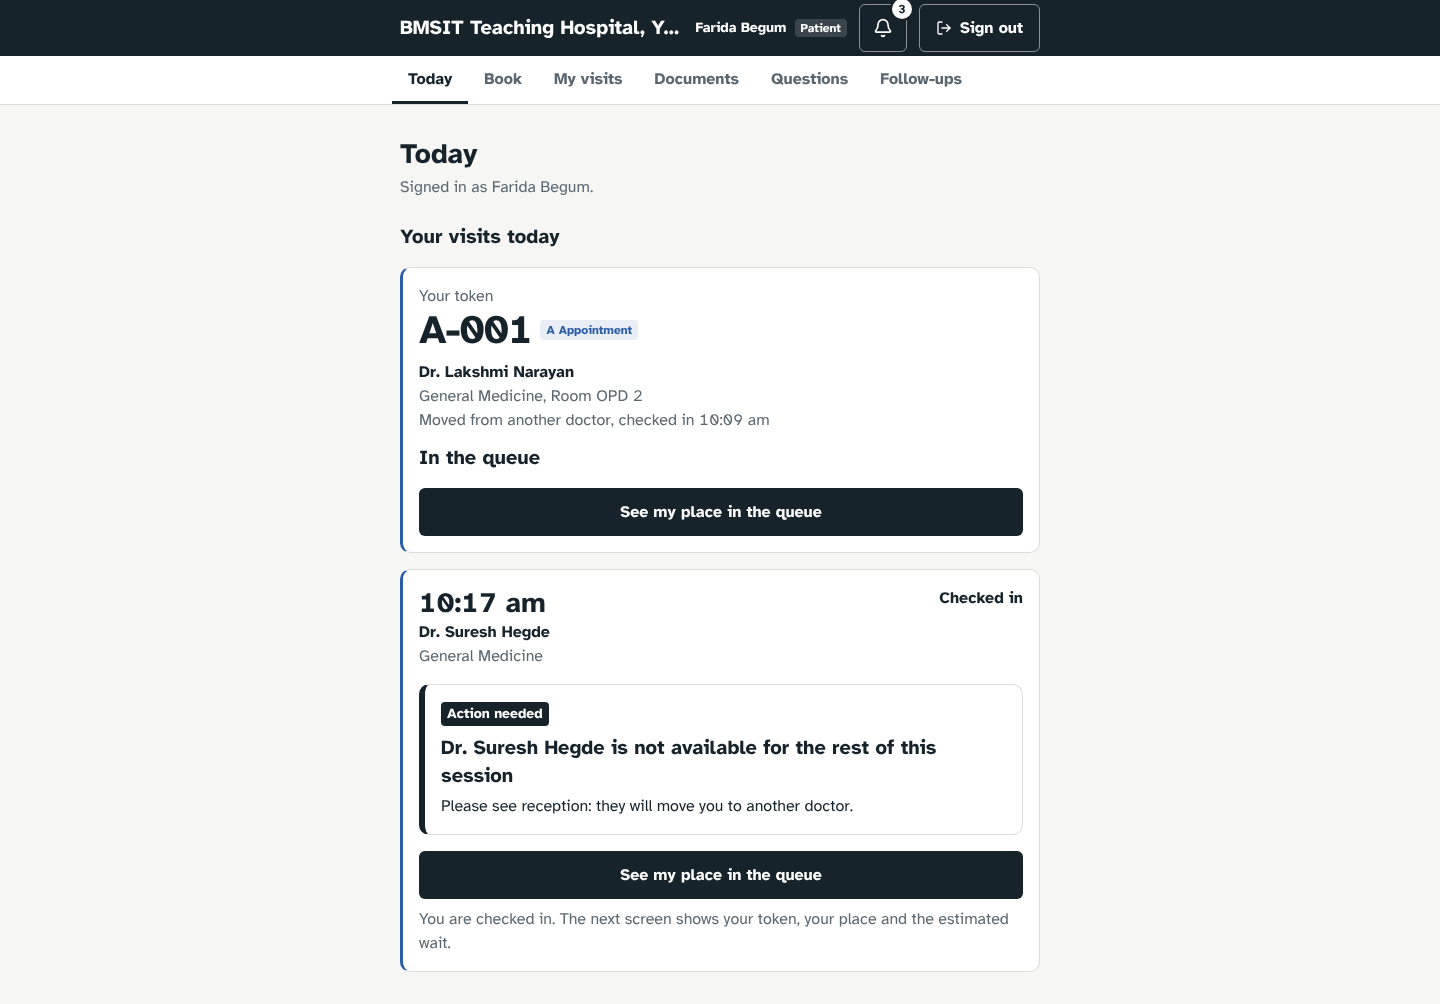 BMSIT Teaching Hospital, Y...
Farida Begum
Patient
3
Sign out
Today
Book
My visits
Documents
Questions
Follow-ups
Today
Signed in as Farida Begum.
Your visits today
Your token
A-001
A Appointment
Dr. Lakshmi Narayan
General Medicine, Room OPD 2
Moved from another doctor, checked in 10:09 am
In the queue
See my place in the queue
10:17 am
Checked in
Dr. Suresh Hegde
General Medicine
Action needed
Dr. Suresh Hegde is not available for the rest of this
session
Please see reception: they will move you to another doctor.
See my place in the queue
You are checked in. The next screen shows your token, your place and the estimated
wait.